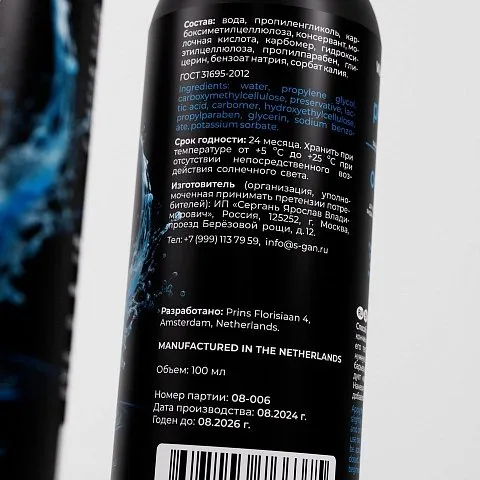 Состав: вода, пропиленгликоль, кар-
боксиметилцеллюлоза, консервант, мо-
лочная кислота, карбомер, гидрокси-
этилцеллюлоза, пропилпарабен, гли-
церин, бензоат натрия, сорбат калия.
ГОСТ 31695-2012
Ingredients: water, propylene glycol,
carboxymethylcellulose, preservative, lac-
tic acid, carbomer, hydroxyethylcellulose,
propylparaben, glycerin, sodium benzo-
ate, potassium sorbate.
Срок годности: 24 месяца. Хранить при
температуре от +5 °C до +25 °C при
отсутствии непосредственного воз-
действия солнечного света.
Изготовитель (организация, уполно-
моченная принимать претензии потре-
бителей): ИП «Сергань Ярослав Влади-
мирович», Россия, 125252, г. Москва,
проезд Берёзовой рощи, д.12.
Тел: +7 (999) 113 79 59, info@s-gan.ru
Разработано: Prins Florisiaan 4,
Amsterdam, Netherlands.
MANUFACTURED IN THE NETHERLANDS
Объем: 100 мл
Номер партии: 08-006
Дата производства: 08.2024 г.
Годен до: 08.2026 г.